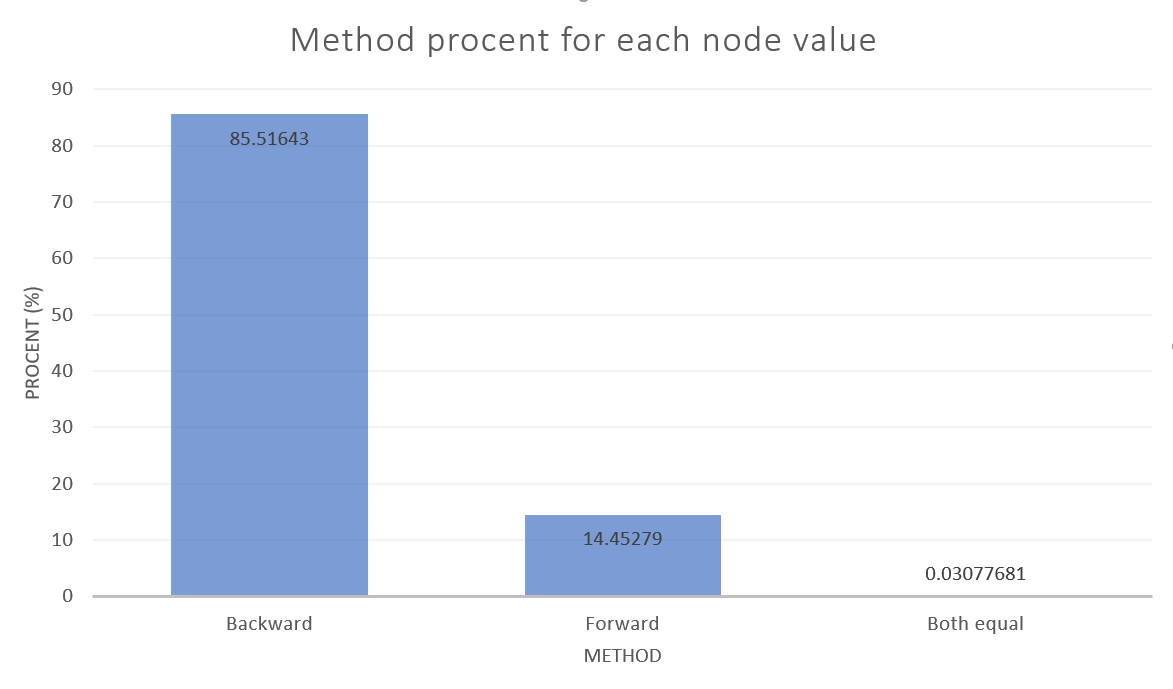 Method procent for each node value
90
80
70
60
50
40
30
20
10
0
PROCENT (%)
85.51643
14.45279
0.03077681
Backward
Forward
Both equal
METHOD